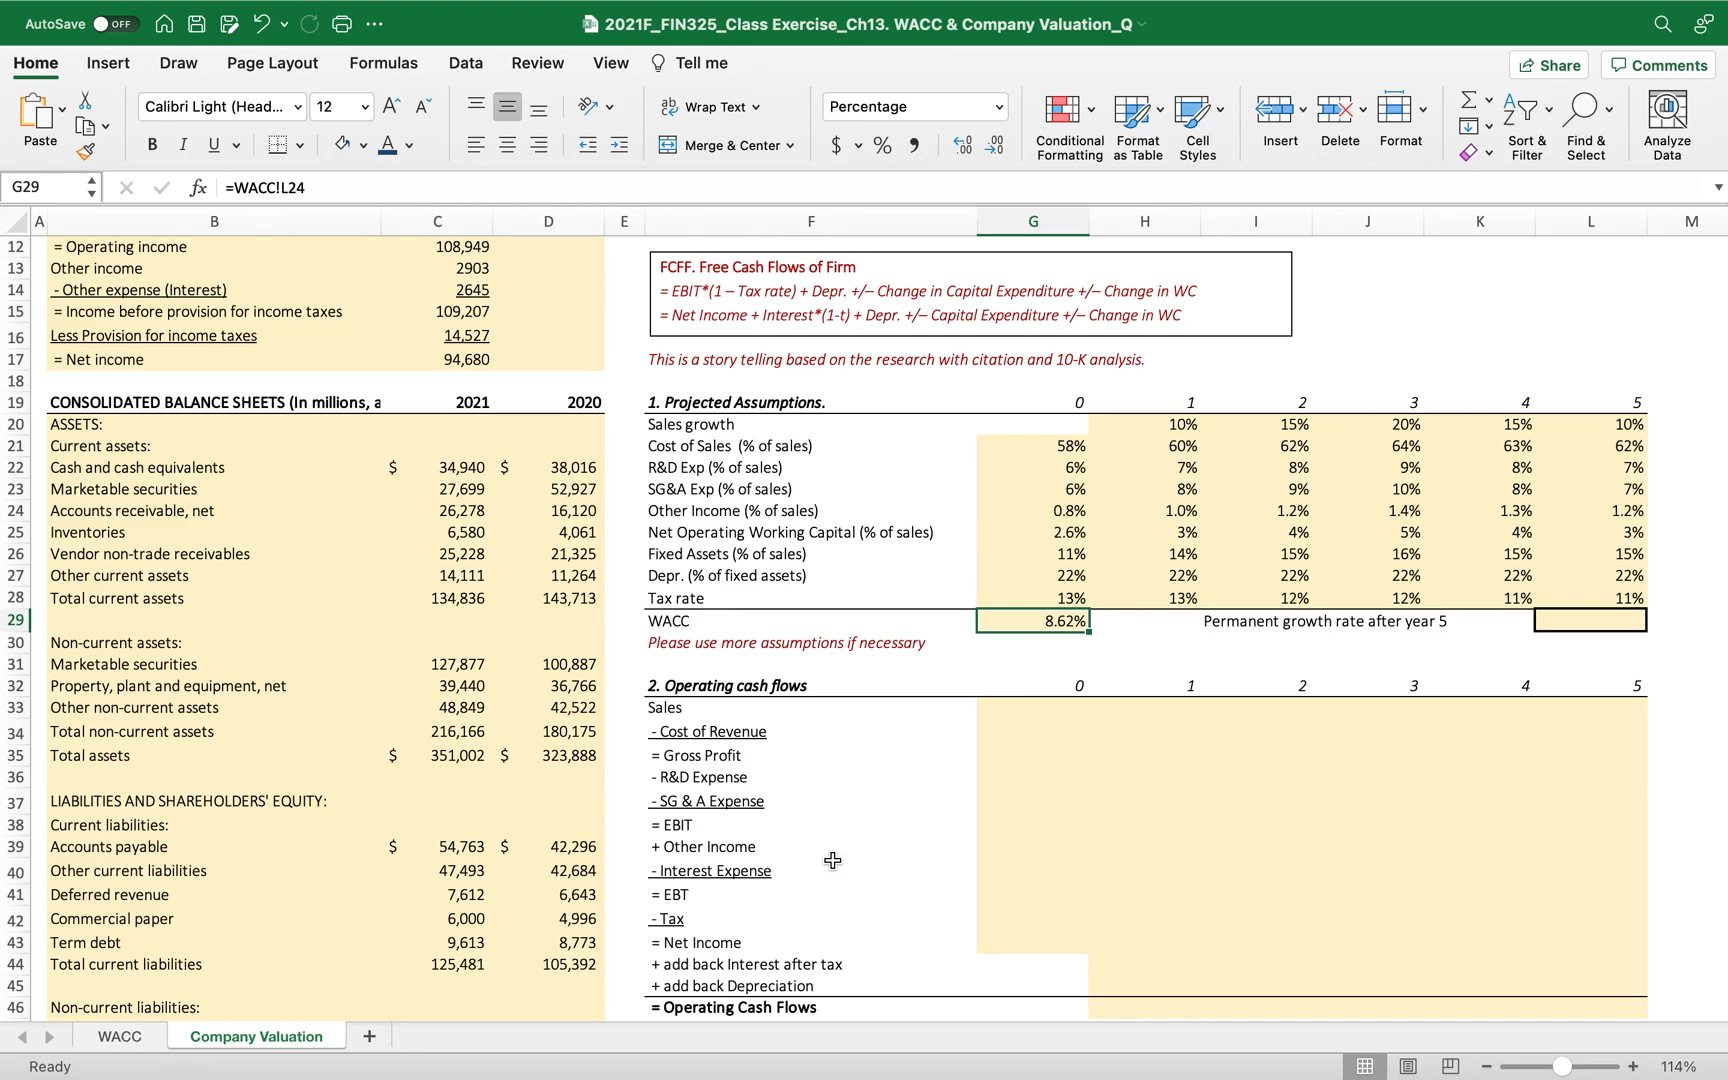 AutoSave OFF 2021F_FIN325_Class Exercise_Ch13. WACC & Company Valuation_Q
Home Insert Draw Page Layout Formulas Data Review View Tell me Share Comments
Paste Calibri Light (Head... 12 A A Wrap Text Percentage
B I U A Merge & Center $ % , .00 .00 Conditional Formatting Format as Table Cell Styles Insert Delete Format Sort & Filter Find & Select Analyze Data
G29 fx =WACC!L24
A B C D E F G H I J K L M
12 = Operating income 108,949
13 Other income 2903 FCFF. Free Cash Flows of Firm
14 - Other expense (Interest) 2645 = EBIT*(1 – Tax rate) + Depr. +/– Change in Capital Expenditure +/– Change in WC
15 = Income before provision for income taxes 109,207 = Net Income + Interest*(1-t) + Depr. +/– Capital Expenditure +/– Change in WC
16 Less Provision for income taxes 14,527
17 = Net income 94,680 This is a story telling based on the research with citation and 10-K analysis.
18
19 CONSOLIDATED BALANCE SHEETS (In millions, a 2021 2020 1. Projected Assumptions. 0 1 2 3 4 5
20 ASSETS: Sales growth 10% 15% 20% 15% 10%
21 Current assets: Cost of Sales (% of sales) 58% 60% 62% 64% 63% 62%
22 Cash and cash equivalents $ 34,940 $ 38,016 R&D Exp (% of sales) 6% 7% 8% 9% 8% 7%
23 Marketable securities 27,699 52,927 SG&A Exp (% of sales) 6% 8% 9% 10% 8% 7%
24 Accounts receivable, net 26,278 16,120 Other Income (% of sales) 0.8% 1.0% 1.2% 1.4% 1.3% 1.2%
25 Inventories 6,580 4,061 Net Operating Working Capital (% of sales) 2.6% 3% 4% 5% 4% 3%
26 Vendor non-trade receivables 25,228 21,325 Fixed Assets (% of sales) 11% 14% 15% 16% 15% 15%
27 Other current assets 14,111 11,264 Depr. (% of fixed assets) 22% 22% 22% 22% 22% 22%
28 Total current assets 134,836 143,713 Tax rate 13% 13% 12% 12% 11% 11%
29 WACC 8.62% Permanent growth rate after year 5
30 Non-current assets: Please use more assumptions if necessary
31 Marketable securities 127,877 100,887
32 Property, plant and equipment, net 39,440 36,766 2. Operating cash flows 0 1 2 3 4 5
33 Other non-current assets 48,849 42,522 Sales
34 Total non-current assets 216,166 180,175 - Cost of Revenue
35 Total assets $ 351,002 $ 323,888 = Gross Profit
36 - R&D Expense
37 LIABILITIES AND SHAREHOLDERS' EQUITY: - SG & A Expense
38 Current liabilities: = EBIT
39 Accounts payable $ 54,763 $ 42,296 + Other Income
40 Other current liabilities 47,493 42,684 - Interest Expense
41 Deferred revenue 7,612 6,643 = EBT
42 Commercial paper 6,000 4,996 - Tax
43 Term debt 9,613 8,773 = Net Income
44 Total current liabilities 125,481 105,392 + add back Interest after tax
45 + add back Depreciation
46 Non-current liabilities: = Operating Cash Flows
WACC Company Valuation +
Ready 114%